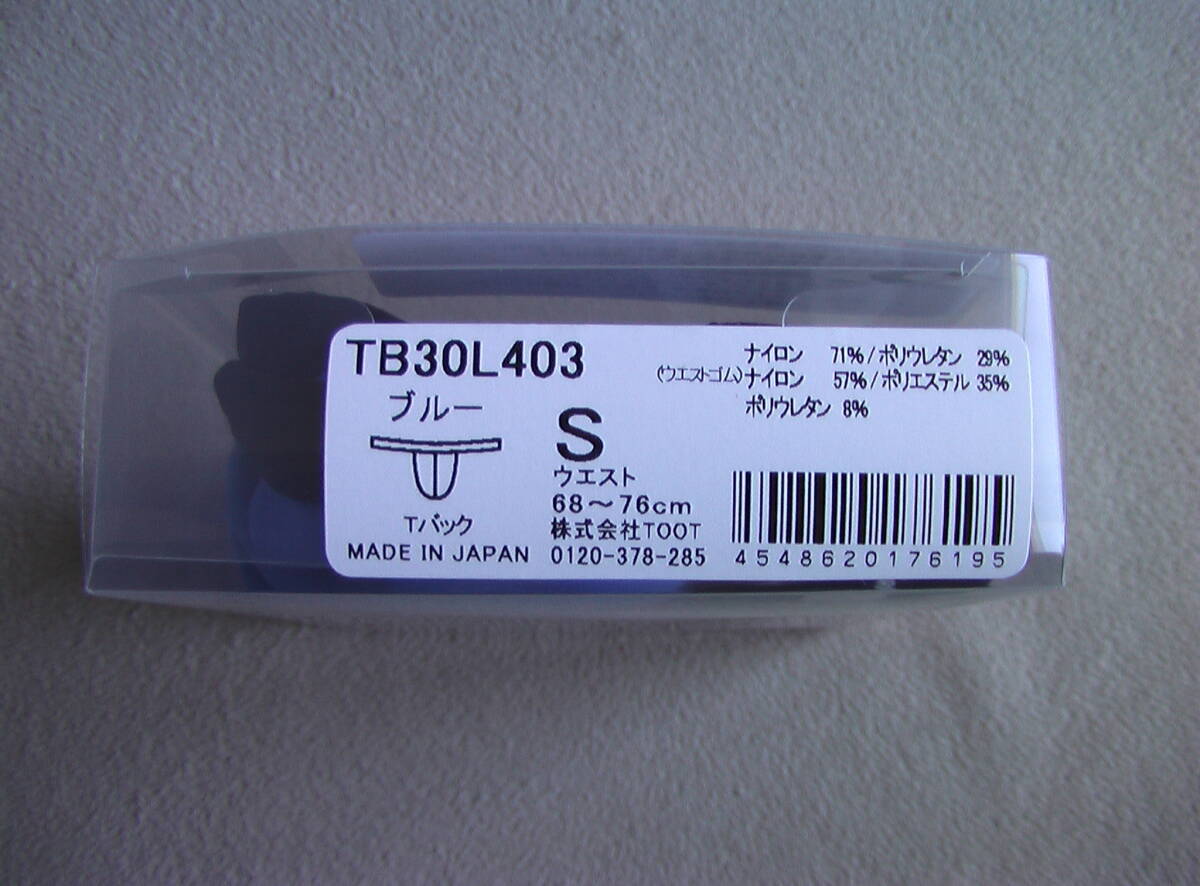 TB30L403
ブルー
Tバック
MADE IN JAPAN
S
ウエスト
68～76cm
株式会社TOOT
0120-378-285
ナイロン 71%/ポリウレタン 29%
(ウエストゴム)ナイロン 57%/ポリエステル 35%
ポリウレタン 8%
4548620176195